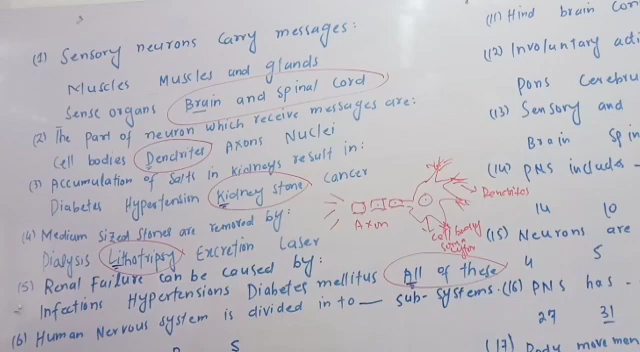 (1) Sensory neurons carry messages:
Muscles Muscles and glands
Sense organs Brain and spinal cord
(2) The part of neuron which receive messages are:
Cell bodies Dendrites Axons Nuclei
(3) Accumulation of Salts in kidneys result in:
Diabetes Hypertension Kidney stone Cancer
(4) Medium sized stones are removed by:
Dialysis Lithotripsy Excretion Laser
(5) Renal Failure can be caused by:
Infections Hypertensions Diabetes mellitus All of these
(6) Human Nervous system is divided in to sub-systems.
5
Axon
Dendrites
Cell body
(11) Hind brain
(12) Involuntary
Pons
(13) Sensory and
Brain
(14) PNS includes
14 10
(15) Neurons are
4 5
(16) PNS has -
27 31
(17) Body